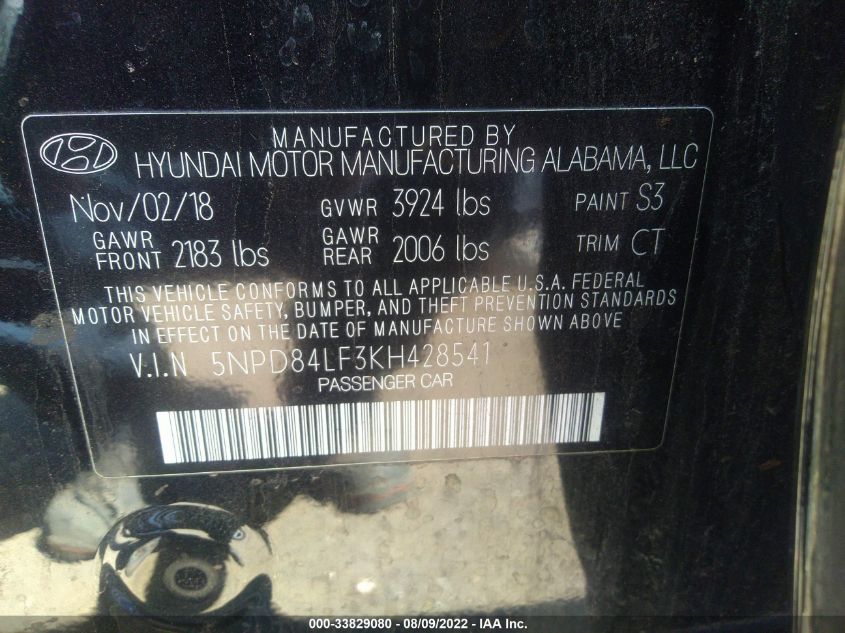 MANUFACTURED BY
HYUNDAI MOTOR MANUFACTURING ALABAMA, LLC
Nov/02/18 GVWR 3924 lbs PAINT S3
GAWR FRONT 2183 lbs GAWR REAR 2006 lbs TRIM CT
THIS VEHICLE CONFORMS TO ALL APPLICABLE U.S.A. FEDERAL
MOTOR VEHICLE SAFETY, BUMPER, AND THEFT PREVENTION STANDARDS
IN EFFECT ON THE DATE OF MANUFACTURE SHOWN ABOVE
V.I.N 5NPD84LF3KH428541
PASSENGER CAR
000-33829080 - 08/09/2022 - IAA Inc.